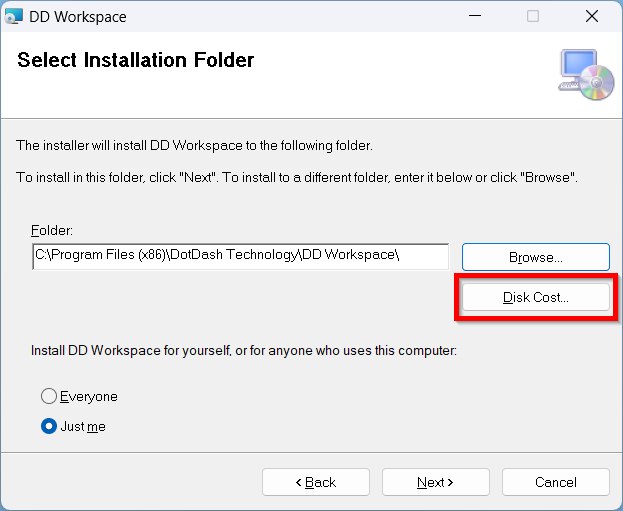 DD Workspace
Select Installation Folder
The installer will install DD Workspace to the following folder.
To install in this folder, click "Next". To install to a different folder, enter it below or click "Browse".
Folder:
C:\Program Files (x86)\DotDash Technology\DD Workspace\
Browse...
Disk Cost...
Install DD Workspace for yourself, or for anyone who uses this computer:
Everyone
Just me
< Back
Next >
Cancel